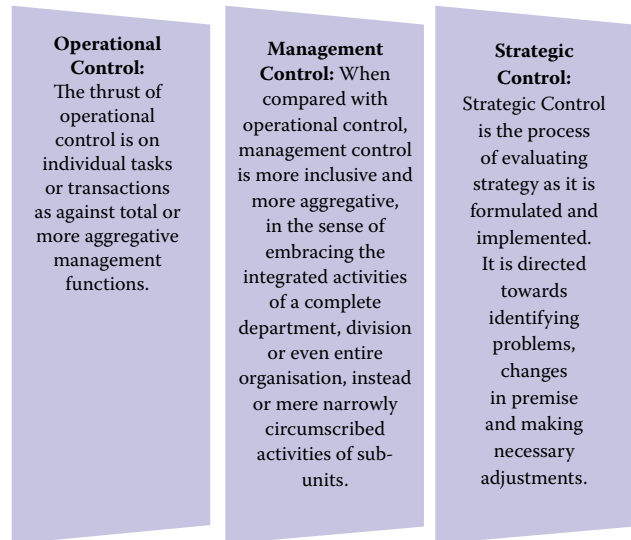 Operational
Control:
The thrust of
operational
control is on
individual tasks
or transactions
as against total or
more aggregative
management
functions.
Management
Control: When
compared with
operational control,
management control
is more inclusive and
more aggregative,
in the sense of
embracing the
integrated activities
of a complete
department, division
or even entire
organisation, instead
or mere narrowly
circumscribed
activities of sub-
units.
Strategic
Control:
Strategic Control
is the process
of evaluating
strategy as it is
formulated and
implemented.
It is directed
towards
identifying
problems,
changes
in premise
and making
necessary
adjustments.